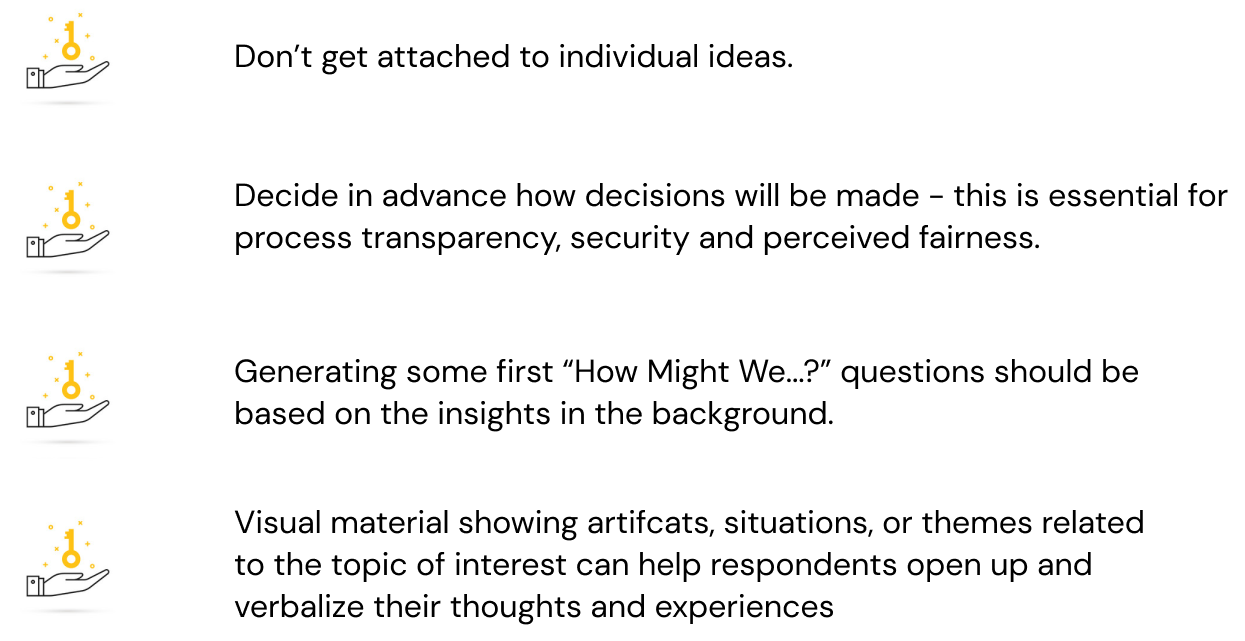 Don’t get attached to individual ideas.
Decide in advance how decisions will be made - this is essential for
process transparency, security and perceived fairness.
Generating some first “How Might We...?” questions should be
based on the insights in the background.
Visual material showing artifcats, situations, or themes related
to the topic of interest can help respondents open up and
verbalize their thoughts and experiences